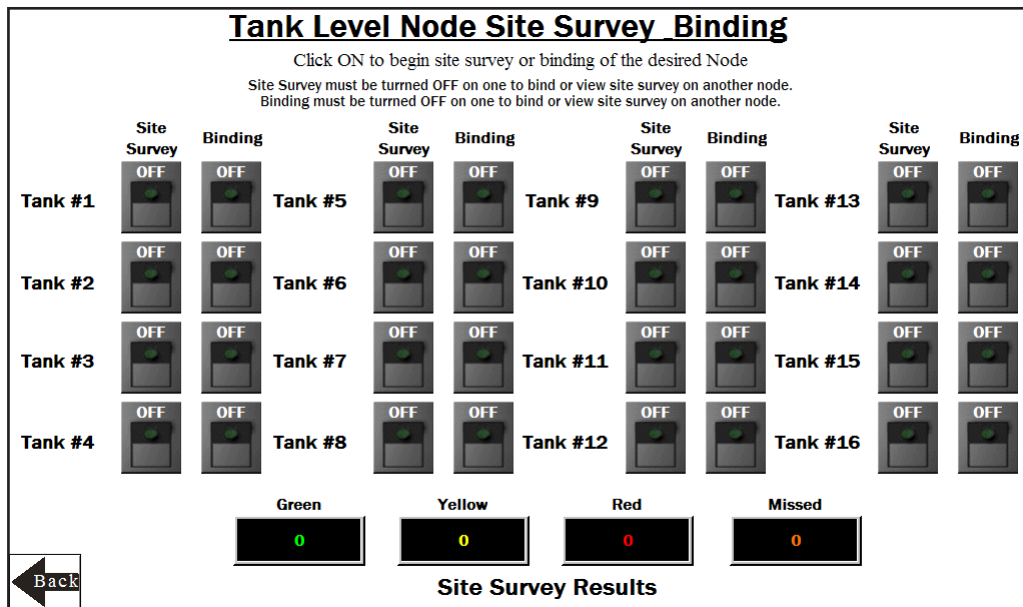 Tank Level Node Site Survey_Binding
Click ON to begin site survey or binding of the desired Node
Site Survey must be turrned OFF on one to bind or view site survey on another node.
Binding must be turrned OFF on one to bind or view site survey on another node.
Site Survey Binding Site Survey Binding Site Survey Binding Site Survey Binding
OFF OFF OFF OFF OFF OFF OFF OFF
Tank #1 Tank #5 Tank #9 Tank #13
OFF OFF OFF OFF OFF OFF OFF OFF
Tank #2 Tank #6 Tank #10 Tank #14
OFF OFF OFF OFF OFF OFF OFF OFF
Tank #3 Tank #7 Tank #11 Tank #15
OFF OFF OFF OFF OFF OFF OFF OFF
Tank #4 Tank #8 Tank #12 Tank #16
Green Yellow Red Missed
0 0 0 0
Back
Site Survey Results